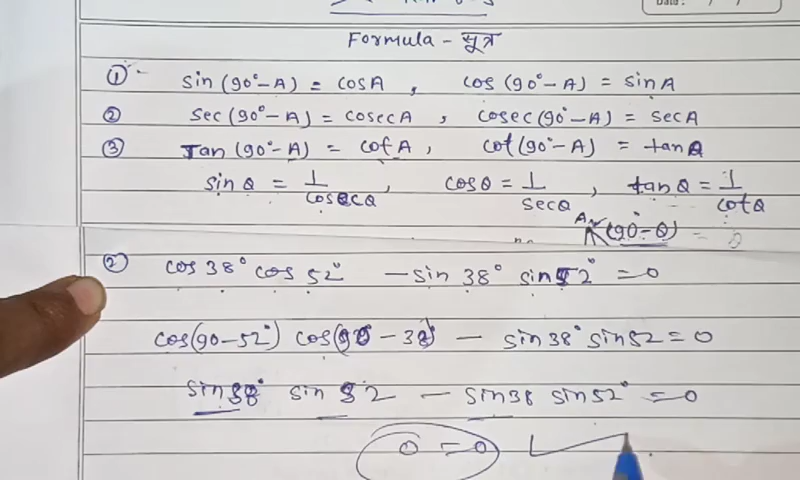 Formula - सूत्र
① sin (90° - A) = cosA , cos (90° - A) = sinA
② sec (90° - A) = cosecA , cosec (90° - A) = secA
③ Tan (90° - A) = cotA , cot (90° - A) = tanθ
sinθ = 1/cosecθ , cosθ = 1/secθ , tanθ = 1/cotθ
(90° - θ) =
② cos 38° cos 52° - sin 38° sin 52° = 0
cos(90 - 52°) cos(90° - 38°) - sin 38° sin 52 = 0
sin 38° sin 52 - sin 38 sin 52° = 0
0 = 0